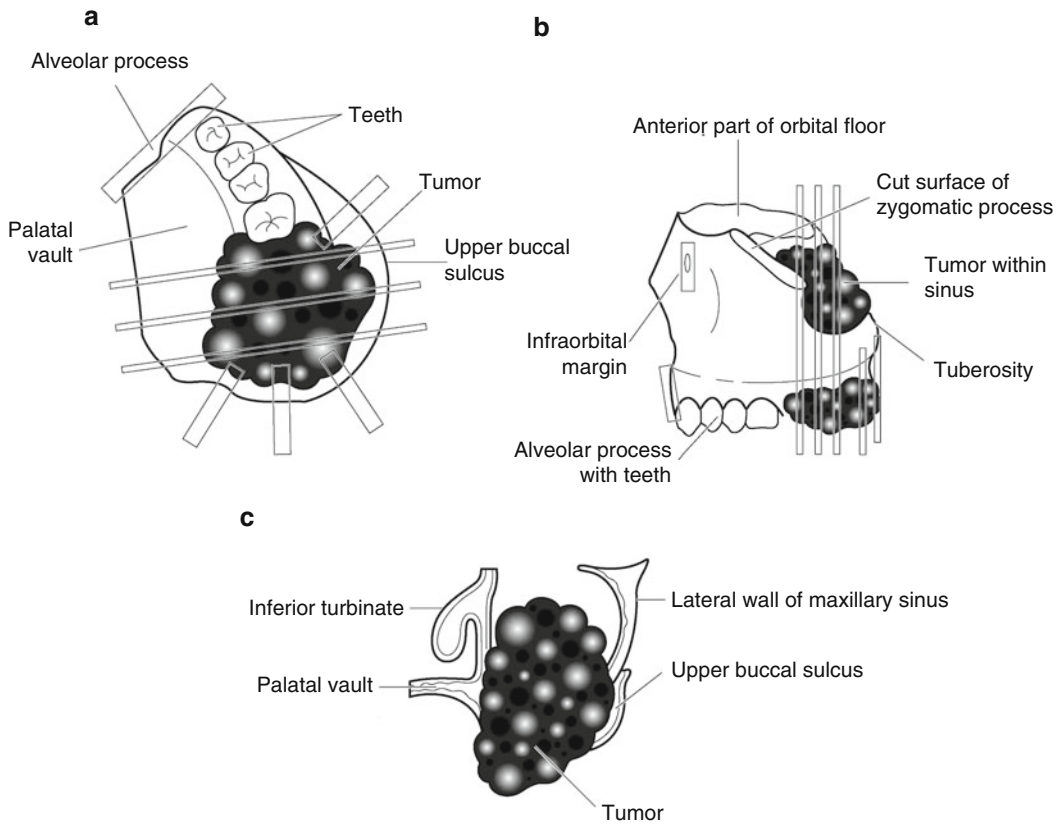 a
Alveolar process
Teeth
Tumor
Palatal
vault
Upper buccal
sulcus
b
Anterior part of orbital floor
Cut surface of
zygomatic process
Tumor within
sinus
Infraorbital
margin
Tuberosity
Alveolar process
with teeth
c
Inferior turbinate
Lateral wall of maxillary sinus
Palatal vault
Upper buccal sulcus
Tumor